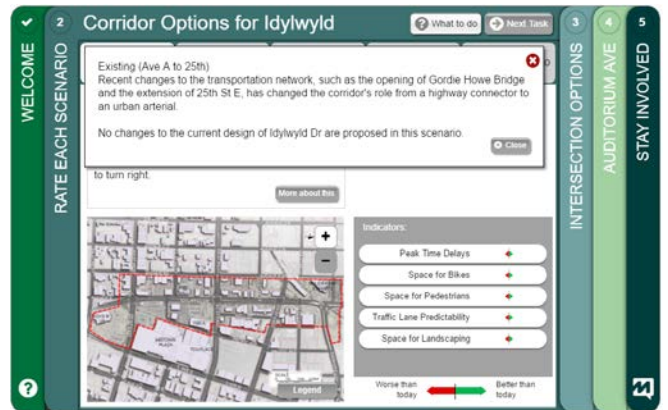 WELCOME
2
RATE EACH SCENARIO
Corridor Options for Idylwyld
What to do
Next Task
Existing (Ave A to 25th)
Recent changes to the transportation network, such as the opening of Gordie Howe Bridge
and the extension of 25th St E, has changed the corridor's role from a highway connector to
an urban arterial.
No changes to the current design of Idylwyld Dr are proposed in this scenario.
Close
to turn right.
More about this
+
−
Legend
Indicators:
Peak Time Delays
Space for Bikes
Space for Pedestrians
Traffic Lane Predictability
Space for Landscaping
Worse than
today
Better than
today
3
INTERSECTION OPTIONS
4
AUDITORIUM AVE
5
STAY INVOLVED
?